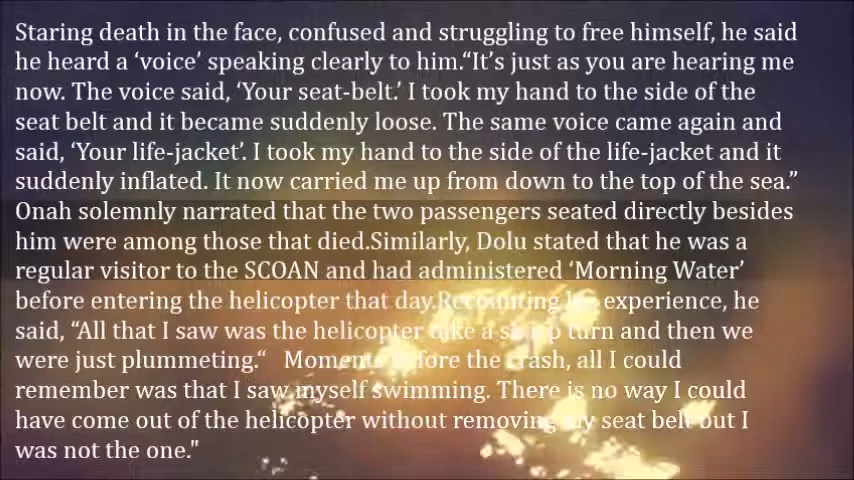 Staring death in the face, confused and struggling to free himself, he said
he heard a ‘voice’ speaking clearly to him.“It’s just as you are hearing me
now. The voice said, ‘Your seat-belt.’ I took my hand to the side of the
seat belt and it became suddenly loose. The same voice came again and
said, ‘Your life-jacket’. I took my hand to the side of the life-jacket and it
suddenly inflated. It now carried me up from down to the top of the sea.”
Onah solemnly narrated that the two passengers seated directly besides
him were among those that died.Similarly, Dolu stated that he was a
regular visitor to the SCOAN and had administered ‘Morning Water’
before entering the helicopter that day.Recounting his experience, he
said, “All that I saw was the helicopter take a sharp turn and then we
were just plummeting.“ Moments before the crash, all I could
remember was that I saw myself swimming. There is no way I could
have come out of the helicopter without removing my seat belt but I
was not the one."